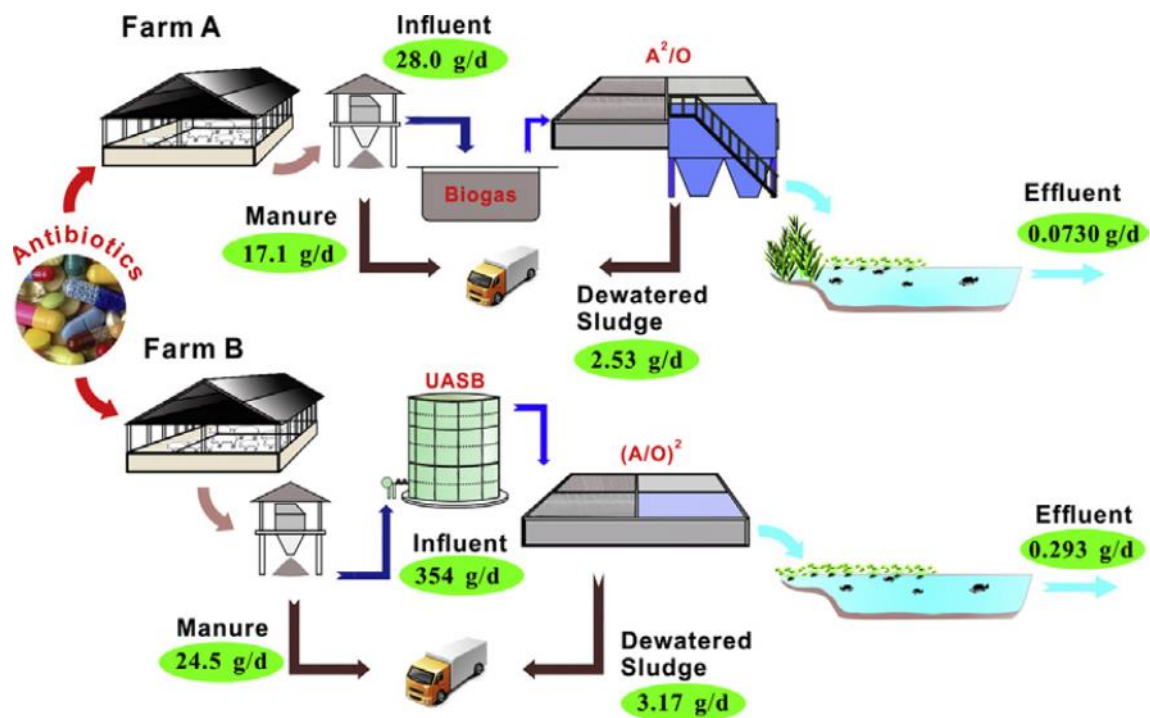 Farm A
Influent
28.0 g/d
A²/O
Biogas
Manure
17.1 g/d
Effluent
0.0730 g/d
Dewatered
Sludge
2.53 g/d
Antibiotics
Farm B
UASB
(A/O)²
Influent
354 g/d
Effluent
0.293 g/d
Manure
24.5 g/d
Dewatered
Sludge
3.17 g/d